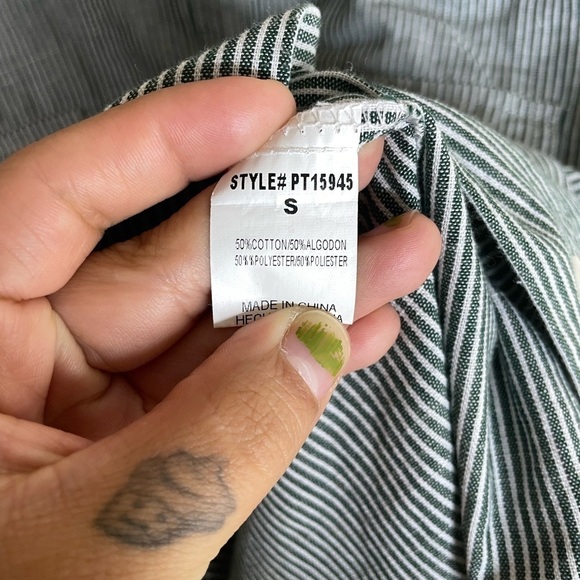 STYLE# PT15945
S
50%COTTON/50%ALGODON
50%POLYESTER/50%POLIESTER
MADE IN CHINA